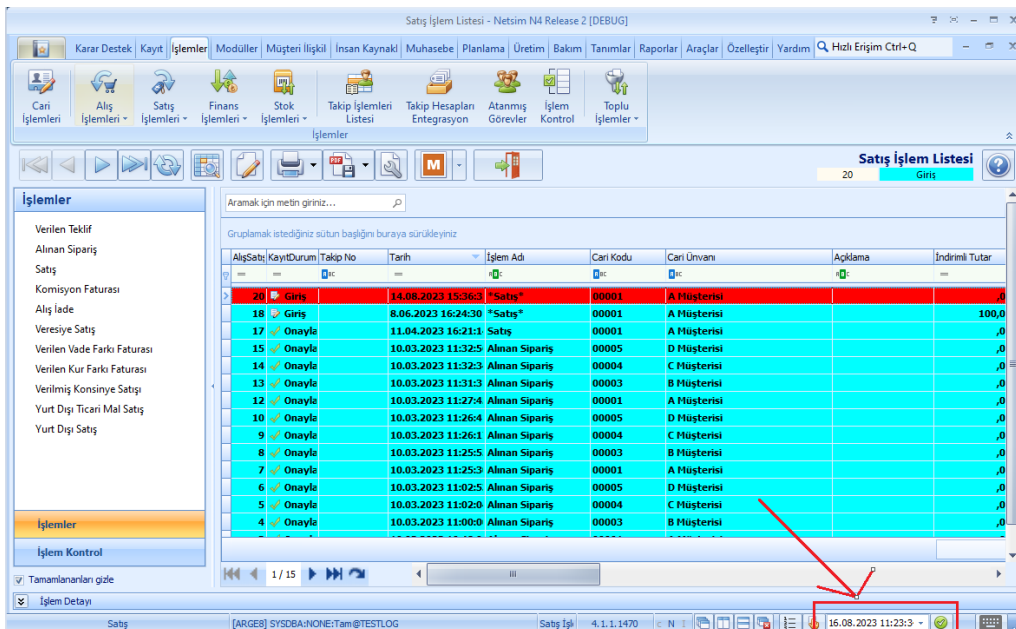 Satış İşlem Listesi - Netsim N4 Release 2 [DEBUG]
Karar Destek Kayıt İşlemler Modüller Müşteri İlişkil İnsan Kaynakl Muhasebe Planlama Üretim Bakım Tanımlar Raporlar Araçlar Özelleştir Yardım Hızlı Erişim Ctrl+Q
Cari İşlemleri
Alış İşlemleri
Satış İşlemleri
Finans İşlemleri
Stok İşlemleri
Takip İşlemleri Listesi
Takip Hesapları Entegrasyon
Atanmış Görevler
İşlem Kontrol
Toplu İşlemler
İşlemler
PDF
M
Satış İşlem Listesi
20 Giriş
İşlemler
Verilen Teklif
Alınan Sipariş
Satış
Komisyon Faturası
Alış İade
Veresiye Satış
Verilen Vade Farkı Faturası
Verilen Kur Farkı Faturası
Verilmiş Konsinye Satışı
Yurt Dışı Ticari Mal Satış
Yurt Dışı Satış
İşlemler
İşlem Kontrol
Tamamlananları gizle
Aramak için metin giriniz...
Gruplamak istediğiniz sütun başlığını buraya sürükleyiniz
AlışSatış KayıtDurum Takip No Tarih İşlem Adı Cari Kodu Cari Ünvanı Açıklama İndirimli Tutar
20 Giriş 14.08.2023 15:36:3 *Satış* 00001 A Müşterisi ,0
18 Giriş 8.06.2023 16:24:30 *Satış* 00001 A Müşterisi 100,0
17 Onayla 11.04.2023 16:21:1 Satış 00001 A Müşterisi ,0
15 Onayla 10.03.2023 11:32:5 Alınan Sipariş 00005 D Müşterisi ,0
14 Onayla 10.03.2023 11:32:3 Alınan Sipariş 00004 C Müşterisi ,0
13 Onayla 10.03.2023 11:31:3 Alınan Sipariş 00003 B Müşterisi ,0
12 Onayla 10.03.2023 11:27:4 Alınan Sipariş 00001 A Müşterisi ,0
10 Onayla 10.03.2023 11:26:4 Alınan Sipariş 00005 D Müşterisi ,0
9 Onayla 10.03.2023 11:26:1 Alınan Sipariş 00004 C Müşterisi ,0
8 Onayla 10.03.2023 11:25:5 Alınan Sipariş 00003 B Müşterisi ,0
7 Onayla 10.03.2023 11:25:3 Alınan Sipariş 00001 A Müşterisi ,0
6 Onayla 10.03.2023 11:02:5 Alınan Sipariş 00005 D Müşterisi ,0
5 Onayla 10.03.2023 11:02:0 Alınan Sipariş 00004 C Müşterisi ,0
4 Onayla 10.03.2023 11:00:0 Alınan Sipariş 00003 B Müşterisi ,0
1 / 15
İşlem Detayı
Satış [ARGE8] SYSDBA:NONE:Tam@TESTLOG Satış İşl 4.1.1.1470 C N I 16.08.2023 11:23:3